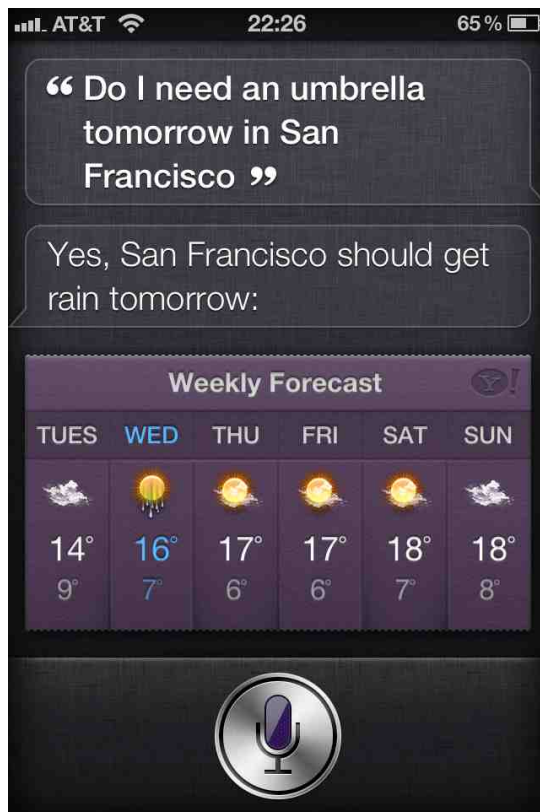 AT&T 22:26 65%
“ Do I need an umbrella
tomorrow in San
Francisco ”
Yes, San Francisco should get
rain tomorrow:
Weekly Forecast Y!
TUES WED THU FRI SAT SUN
14° 16° 17° 17° 18° 18°
9° 7° 6° 6° 7° 8°